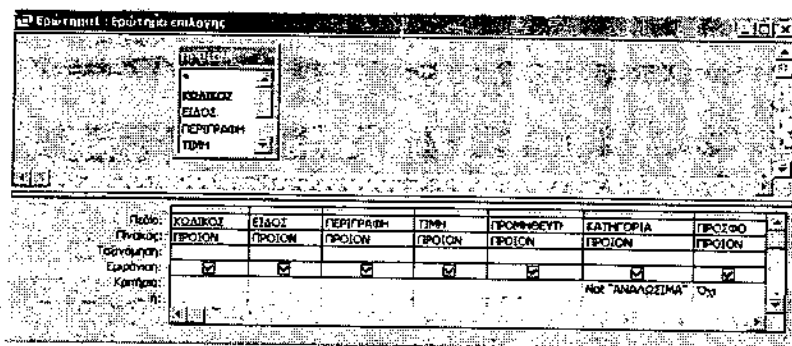 Ερώτημα1 : Ερώτημα επιλογής
*
ΚΩΔΙΚΟΣ
ΕΙΔΟΣ
ΠΕΡΙΓΡΑΦΗ
ΤΙΜΗ
Πεδίο: ΚΩΔΙΚΟΣ ΕΙΔΟΣ ΠΕΡΙΓΡΑΦΗ ΤΙΜΗ ΠΡΟΜΗΘΕΥΤΗ ΚΑΤΗΓΟΡΙΑ ΠΡΟΣΦΟ
Πίνακας: ΠΡΟΙΟΝ ΠΡΟΙΟΝ ΠΡΟΙΟΝ ΠΡΟΙΟΝ ΠΡΟΙΟΝ ΠΡΟΙΟΝ ΠΡΟΙΟΝ
Ταξινόμηση:
Εμφάνιση:
Κριτήρια: Not "ΑΝΑΛΩΣΙΜΑ" Όχι
ή: